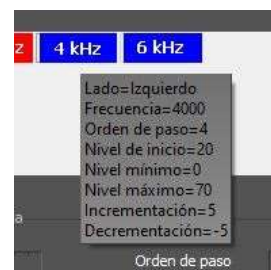 z 4 kHz 6 kHz
Lado=Izquierdo
Frecuencia=4000
Orden de paso=4
Nivel de inicio=20
Nivel mínimo=0
Nivel máximo=70
Incrementación=5
Decrementación=-5
a
Orden de paso